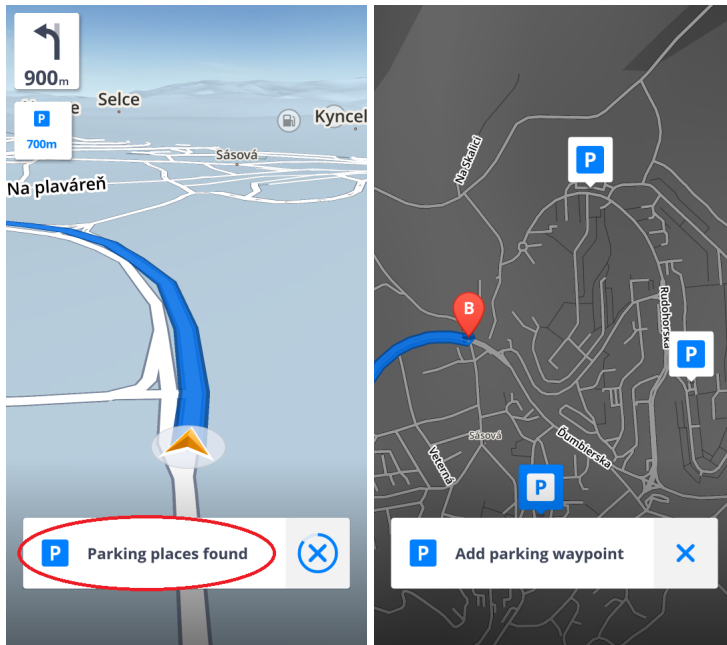 900m
Selce
Kyncel
P
700m
Sásová
Na plaváreň
P Parking places found
Na Skalici
P
B
Rudohorská
P
Sásová
Ďumbierska
Veterná
P
P Add parking waypoint